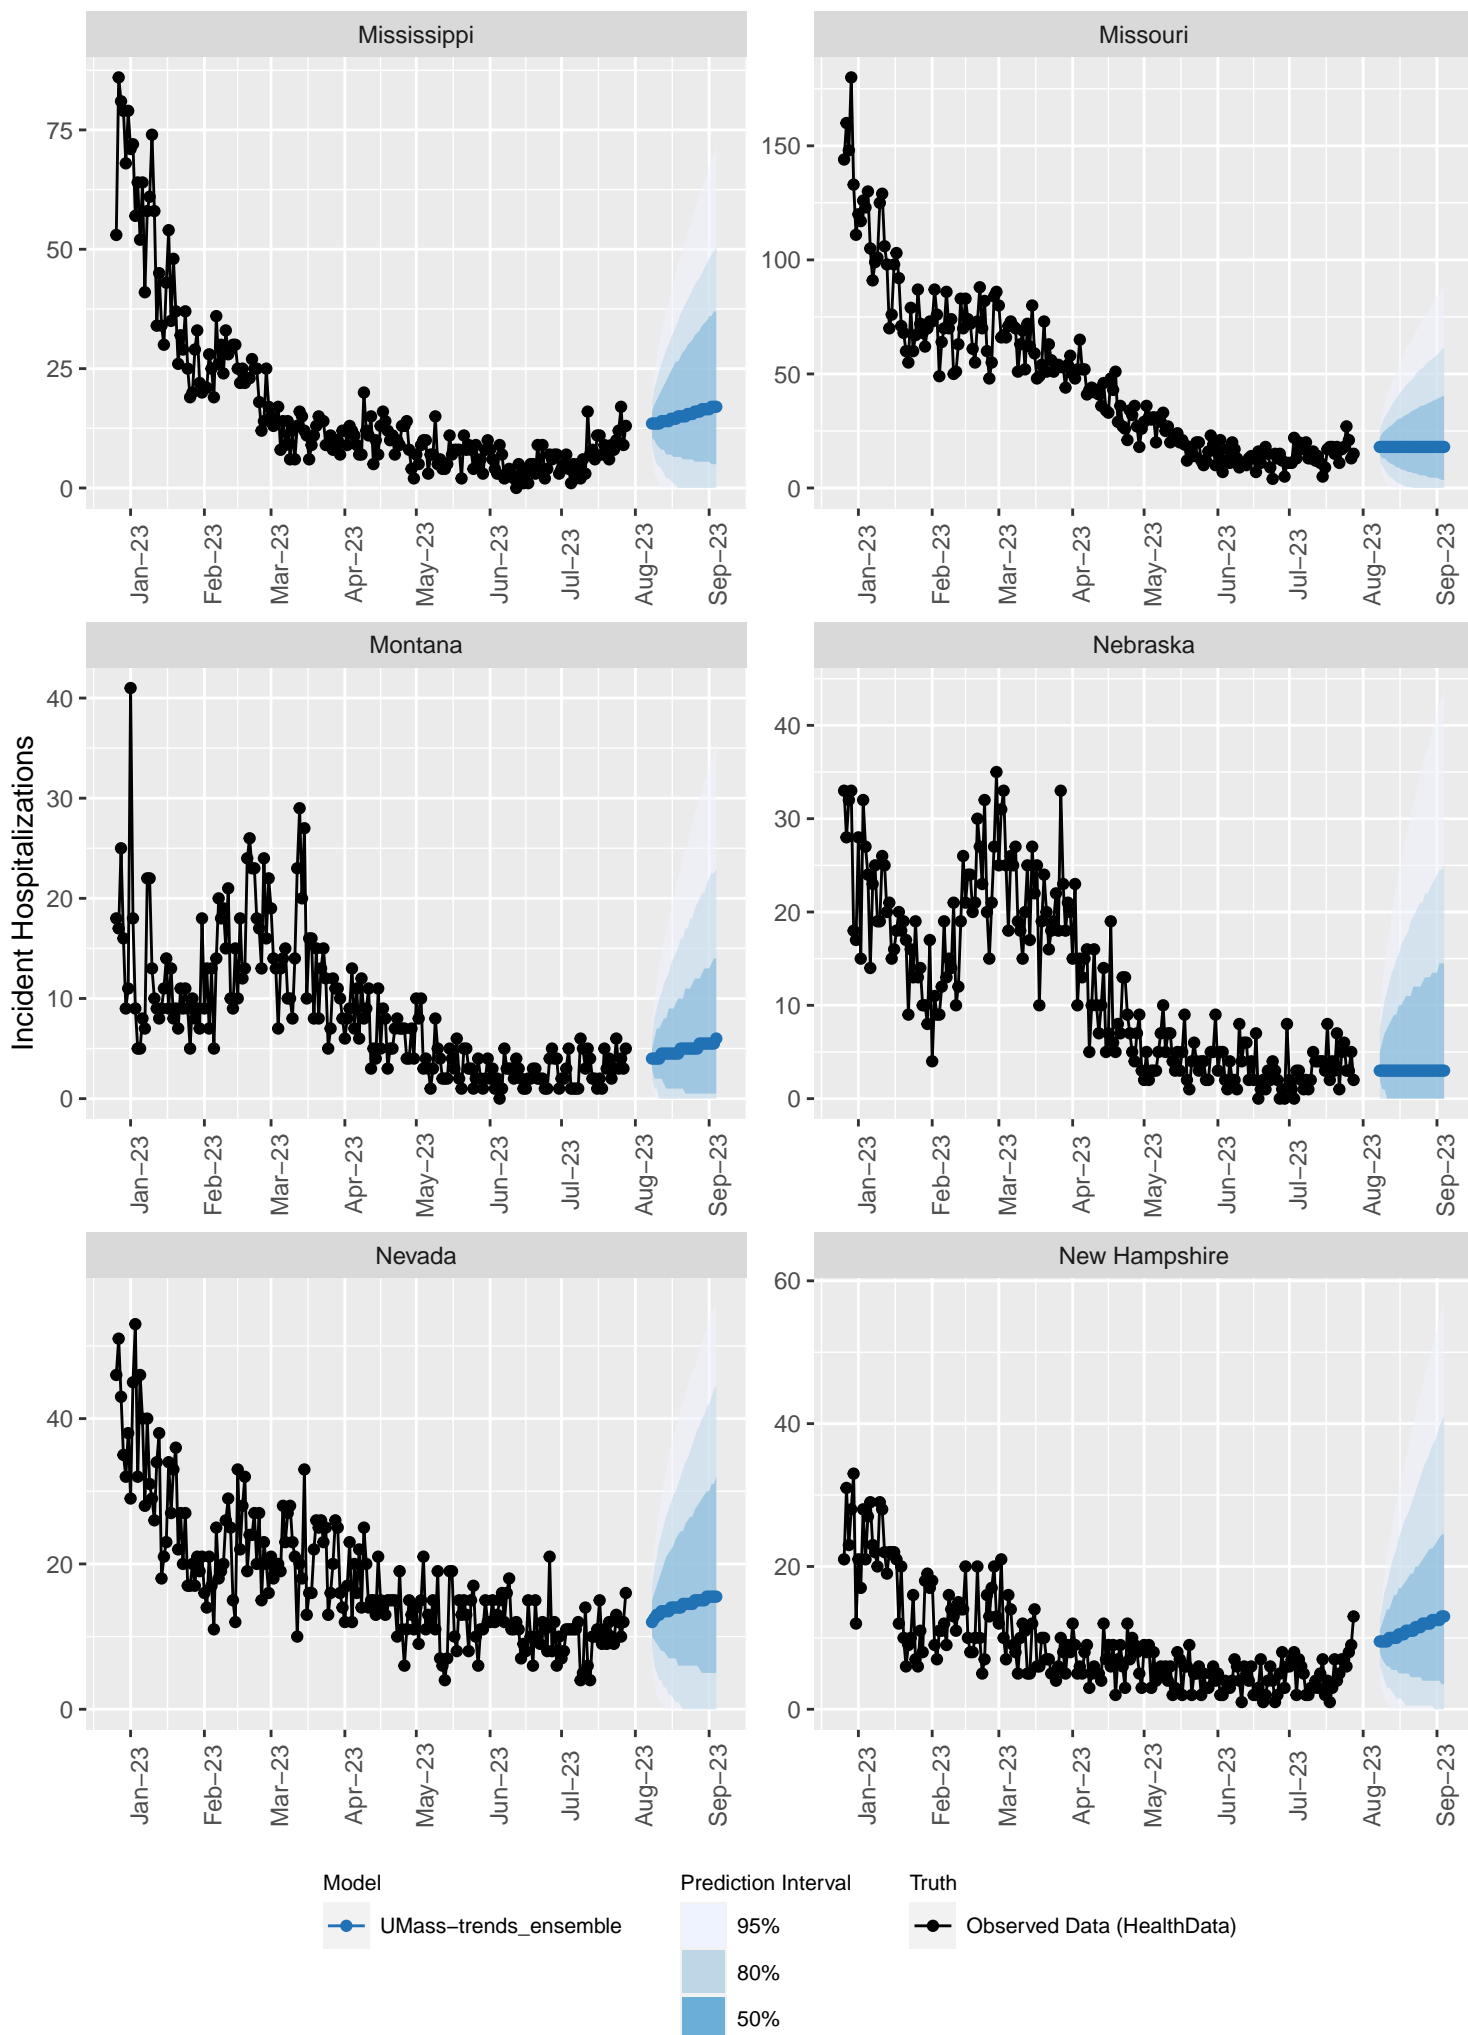 Mississippi
Missouri
75
50
25
0
150
100
50
0
Jan−23
Feb−23
Mar−23
Apr−23
May−23
Jun−23
Jul−23
Aug−23
Sep−23
Jan−23
Feb−23
Mar−23
Apr−23
May−23
Jun−23
Jul−23
Aug−23
Sep−23
Incident Hospitalizations
Montana
Nebraska
40
30
20
10
0
40
30
20
10
0
Jan−23
Feb−23
Mar−23
Apr−23
May−23
Jun−23
Jul−23
Aug−23
Sep−23
Jan−23
Feb−23
Mar−23
Apr−23
May−23
Jun−23
Jul−23
Aug−23
Sep−23
Nevada
New Hampshire
40
20
0
60
40
20
0
Jan−23
Feb−23
Mar−23
Apr−23
May−23
Jun−23
Jul−23
Aug−23
Sep−23
Jan−23
Feb−23
Mar−23
Apr−23
May−23
Jun−23
Jul−23
Aug−23
Sep−23
Model
UMass−trends_ensemble
Prediction Interval
95%
80%
50%
Truth
Observed Data (HealthData)